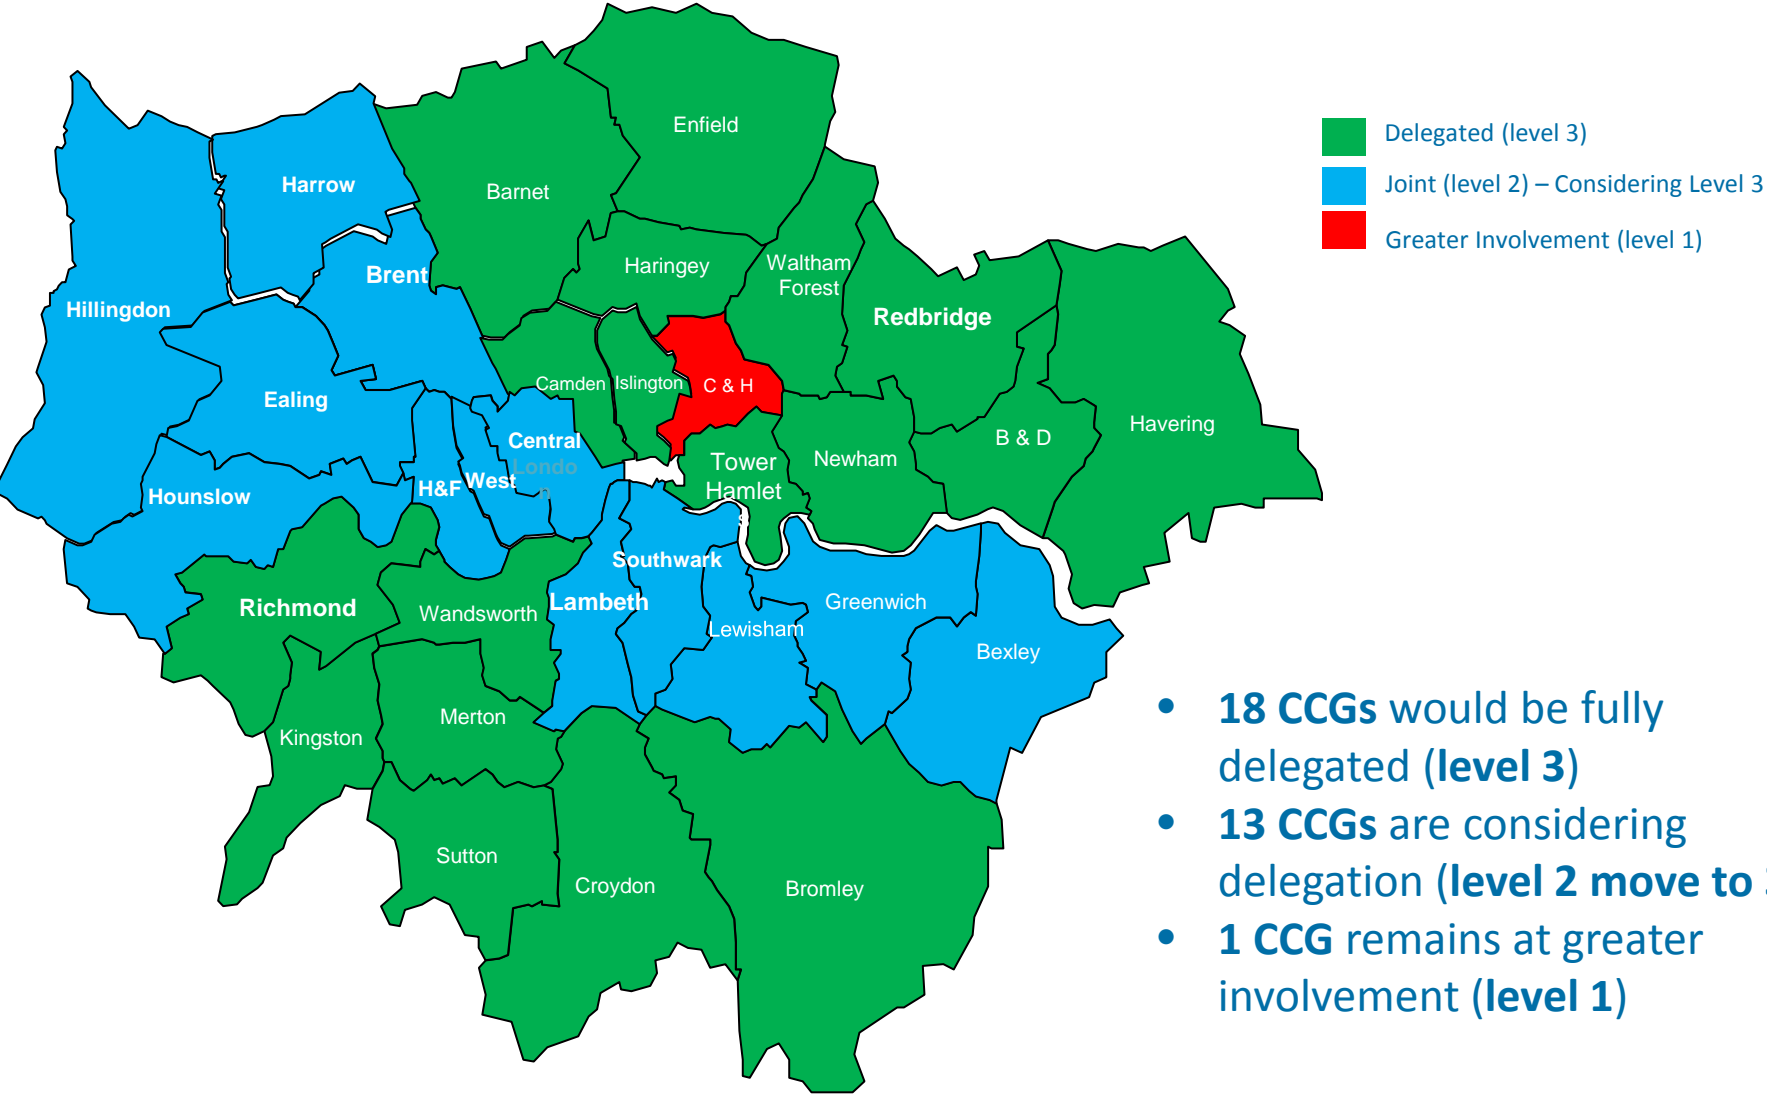 Enfield
Delegated (level 3)
Joint (level 2) – Considering Level 3
Greater Involvement (level 1)
Harrow
Barnet
Haringey
Waltham
Forest
Brent
Hillingdon
Redbridge
Camden
Islington
C & H
Ealing
Havering
Central
Londo
n
B & D
Newham
Tower
Hamlet
s
West
H&F
Hounslow
Southwark
Richmond
Wandsworth
Lambeth
Greenwich
Lewisham
Bexley
Merton
Kingston
Sutton
Croydon
Bromley
• 18 CCGs would be fully
delegated (level 3)
• 13 CCGs are considering
delegation (level 2 move to
• 1 CCG remains at greater
involvement (level 1)